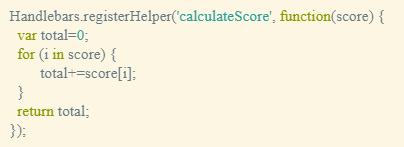 Handlebars.registerHelper('calculateScore', function(score) {
  var total=0;
  for (i in score) {
        total+=score[i];
  }
  return total;
});